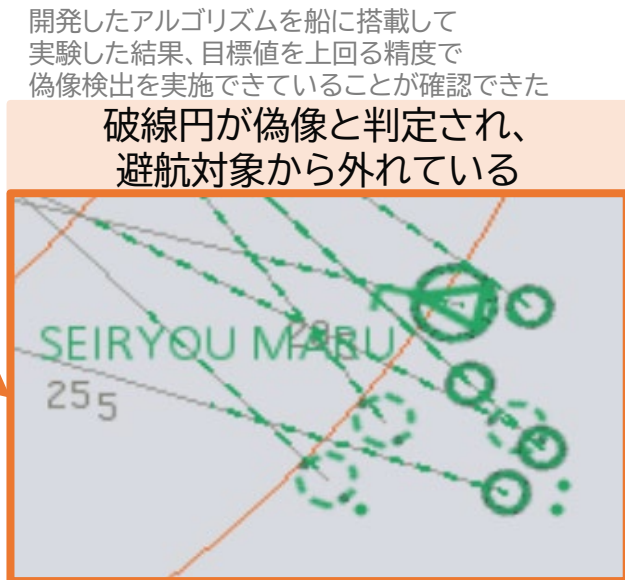 開発したアルゴリズムを船に搭載して
実験した結果、目標値を上回る精度で
偽像検出を実施できていることが確認できた
破線円が偽像と判定され、
避航対象から外れている
SEIRYOU MARU
255